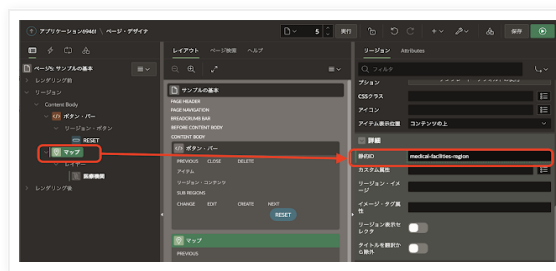 アプリケーション69461 \ ページ・デザイナ
5
実行
保存
ページ5: サンプルの基本
レンダリング前
リージョン
Content Body
ボタン・バー
リージョン・ボタン
RESET
マップ
レイヤー
医療機関
レンダリング後
レイアウト ページ検索 ヘルプ
サンプルの基本
PAGE HEADER
PAGE NAVIGATION
BREADCRUMB BAR
BEFORE CONTENT BODY
CONTENT BODY
ボタン・バー
PREVIOUS CLOSE DELETE
アイテム
リージョン・コンテンツ
SUB REGIONS
CHANGE EDIT CREATE NEXT
RESET
マップ
PREVIOUS
リージョン Attributes
フィルタ
プション
CSSクラス
アイコン
アイテム表示位置 コンテンツの上
詳細
静的ID medical-facilities-region
カスタム属性
リージョン・イメージ
イメージ・タグ属性
リージョン表示セレクタ
タイトルを翻訳から除外